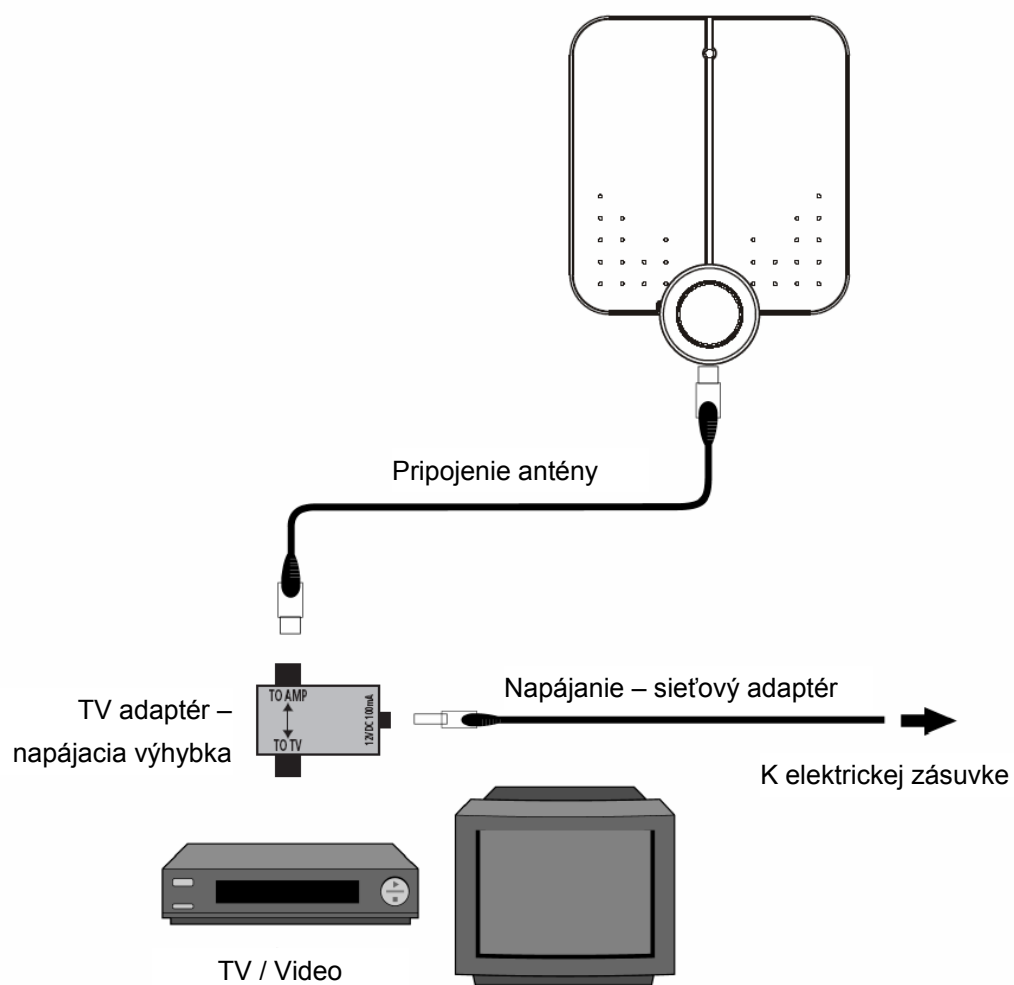 Pripojenie antény
TV adaptér –
napájacia výhybka
TO AMP
TO TV
12V DC 100mA
Napájanie – sieťový adaptér
K elektrickej zásuvke
TV / Video